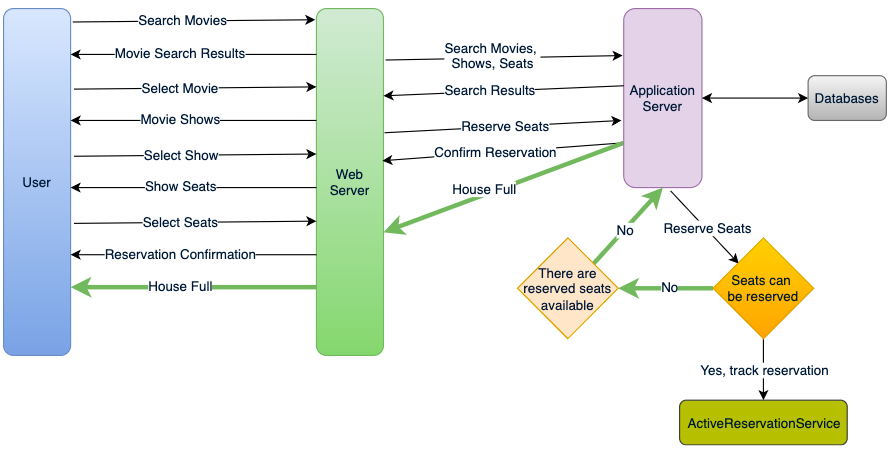 Search Movies
Movie Search Results
Select Movie
Movie Shows
Select Show
Show Seats
Select Seats
Reservation Confirmation
House Full
User
Web
Server
Search Movies,
Shows, Seats
Search Results
Reserve Seats
Confirm Reservation
House Full
Application
Server
Databases
No
Reserve Seats
There are
reserved seats
available
No
Seats can
be reserved
Yes, track reservation
ActiveReservationService